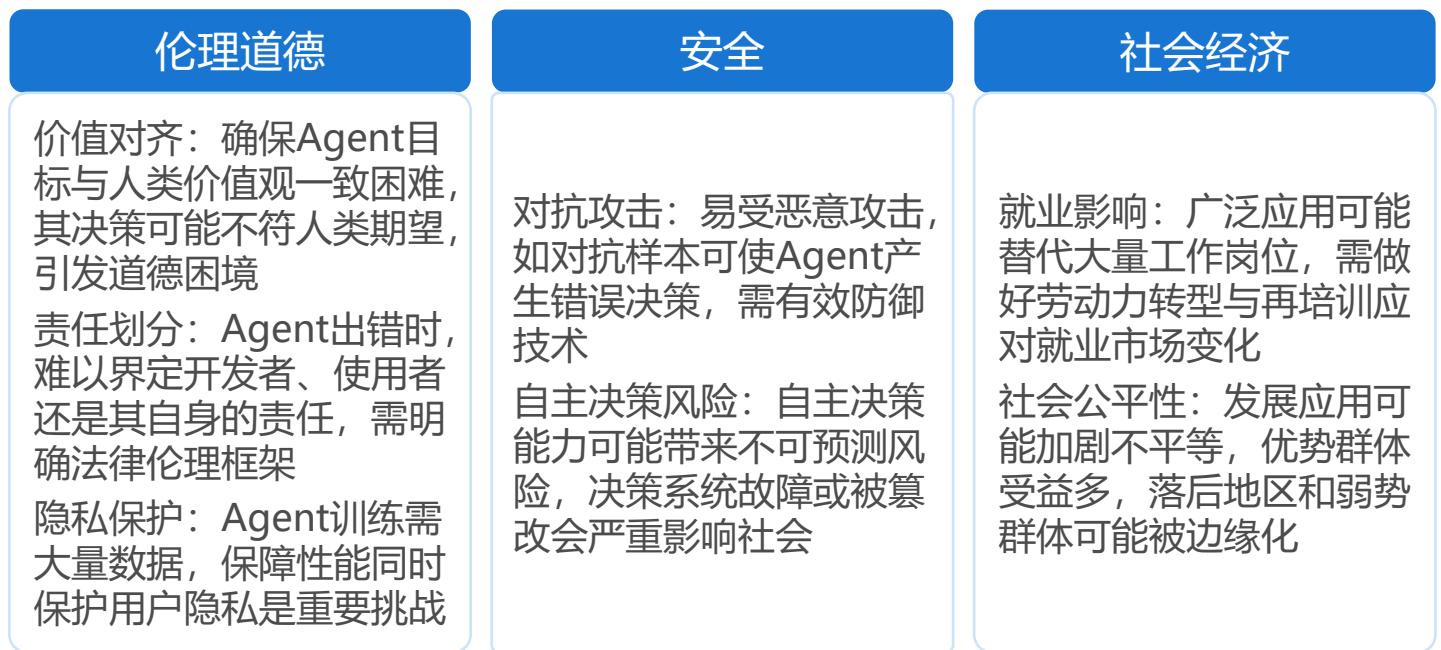 伦理道德
价值对齐：确保Agent目
标与人类价值观一致困难，
其决策可能不符人类期望，
引发道德困境
责任划分：Agent出错时，
难以界定开发者、使用者
还是其自身的责任，需明
确法律伦理框架
隐私保护：Agent训练需
大量数据，保障性能同时
保护用户隐私是重要挑战
安全
对抗攻击：易受恶意攻击，
如对抗样本可使Agent产
生错误决策，需有效防御
技术
自主决策风险：自主决策
能力可能带来不可预测风
险，决策系统故障或被篡
改会严重影响社会
社会经济
就业影响：广泛应用可能
替代大量工作岗位，需做
好劳动力转型与再培训应
对就业市场变化
社会公平性：发展应用可
能加剧不平等，优势群体
受益多，落后地区和弱势
群体可能被边缘化